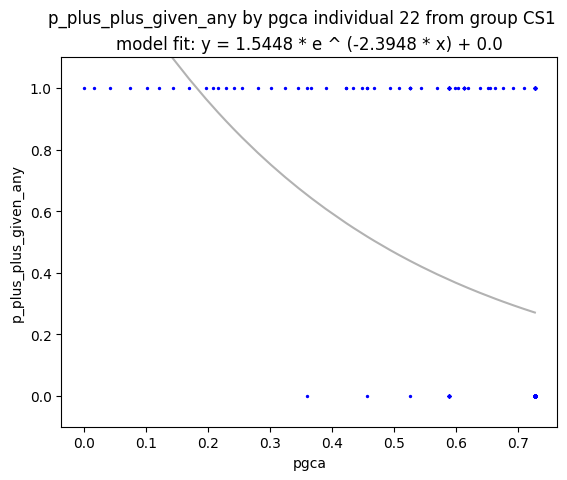 p_plus_plus_given_any by pgca individual 22 from group CS1
model fit: y = 1.5448 * e ^ (-2.3948 * x) + 0.0
1.0
0.8
0.6
0.4
0.2
0.0
p_plus_plus_given_any
0.0 0.1 0.2 0.3 0.4 0.5 0.6 0.7
pgca